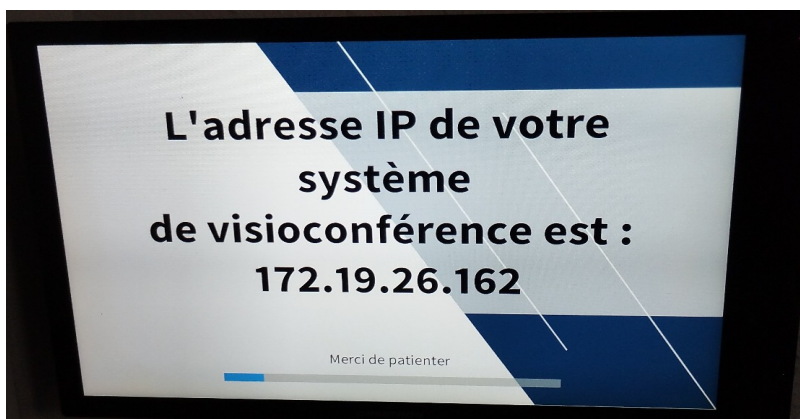 L'adresse IP de votre
système
de visioconférence est :
172.19.26.162
Merci de patienter